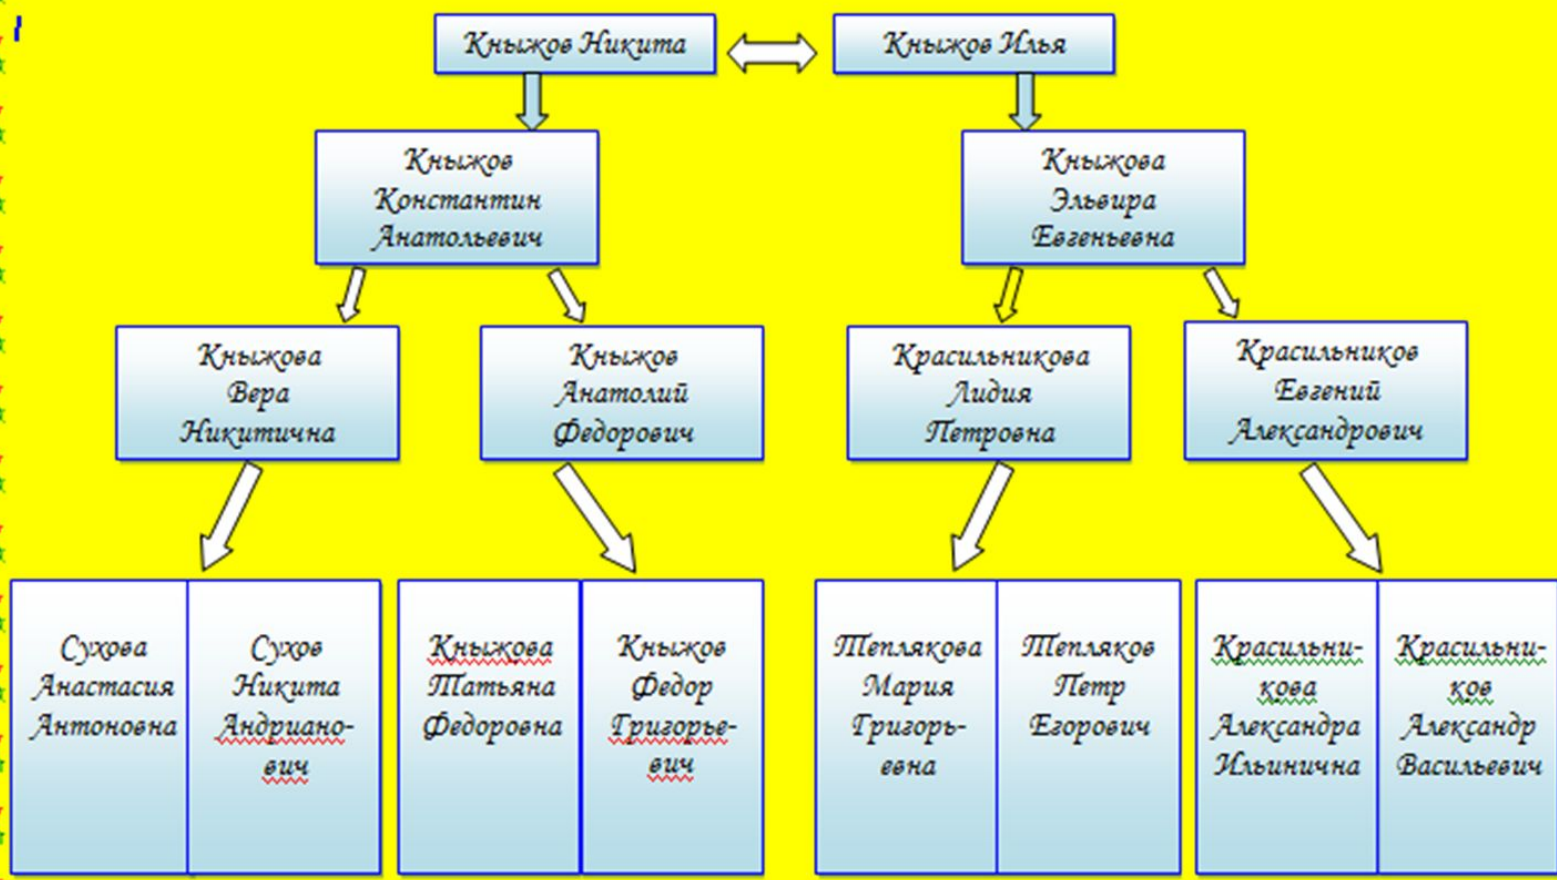 Кныжов Никита
Кныжов Илья
Кныжов
Константин
Анатольевич
Кныжова
Эльвира
Евгеньевна
Кныжова
Вера
Никитична
Кныжов
Анатолий
Федорович
Красильникова
Лидия
Петровна
Красильников
Евгений
Александрович
Сухова
Анастасия
Антоновна
Сухов
Никита
Андриано-
вич
Кныжова
Татьяна
Федоровна
Кныжов
Федор
Григорье-
вич
Теплякова
Мария
Григорь-
евна
Тепляков
Петр
Егорович
Красильни-
кова
Александра
Ильинична
Красильни-
ков
Александр
Васильевич